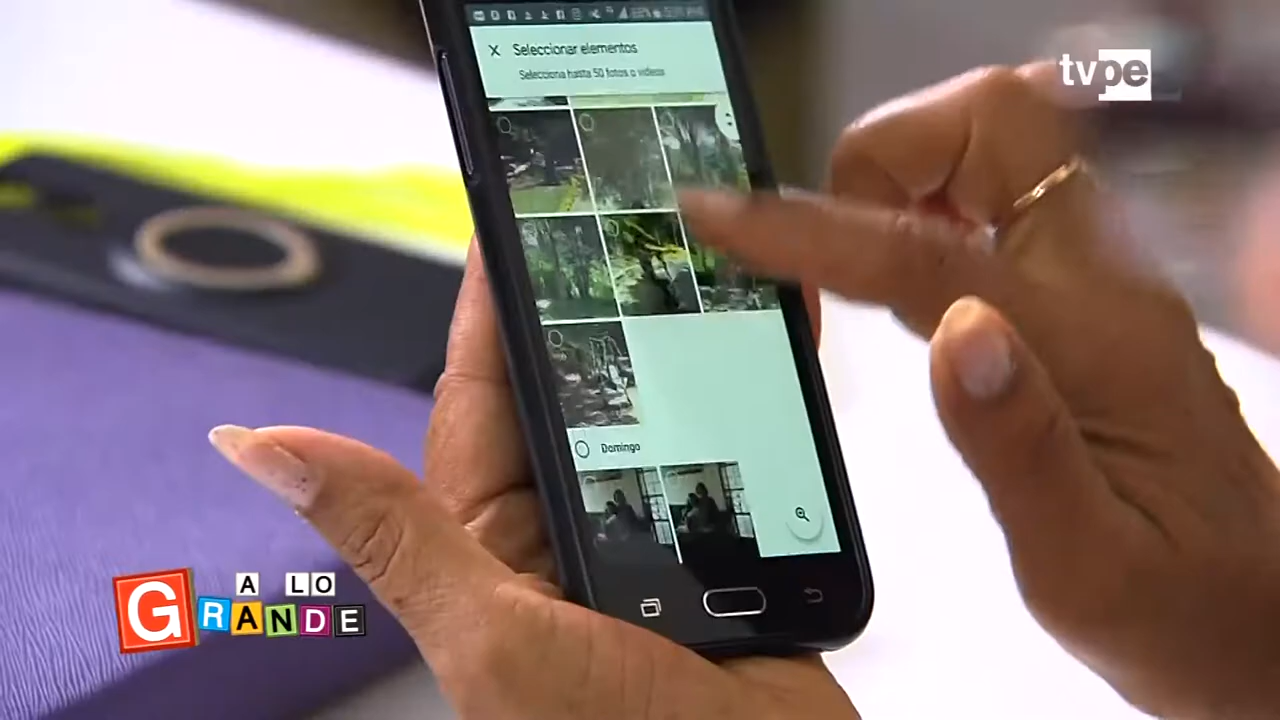 Seleccionar elementos
Selecciona hasta 50 fotos o videos
tvpe
Domingo
G
A LO
GRANDE